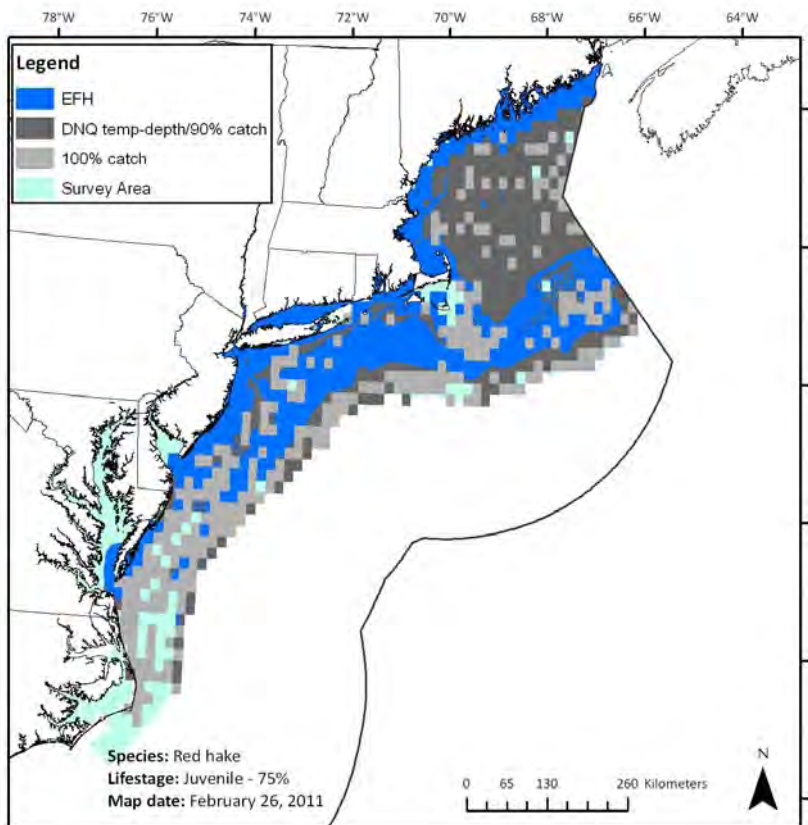 78°W 76°W 74°W 72°W 70°W 68°W 66°W 64°W
Legend
EFH
DNQ temp-depth/90% catch
100% catch
Survey Area
Species: Red hake
Lifestage: Juvenile - 75%
Map date: February 26, 2011
0 65 130 260 Kilometers
N